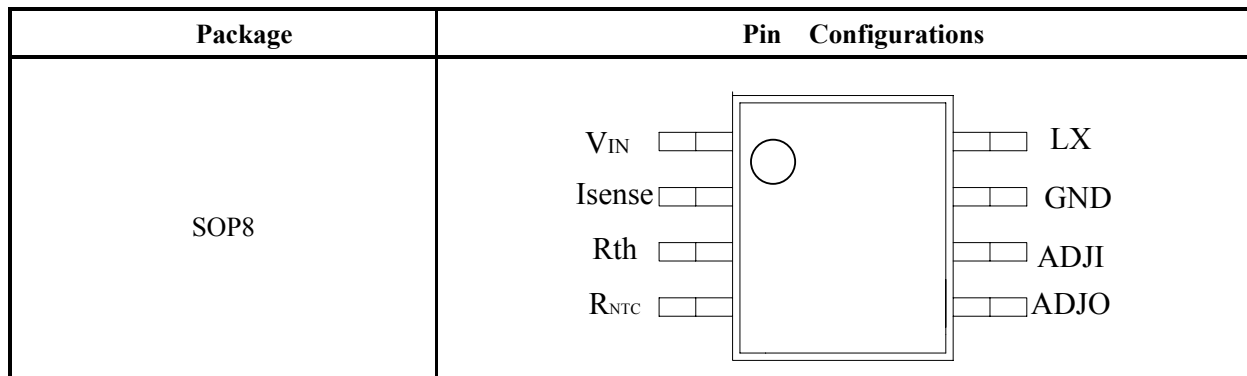 Package
Pin Configurations
SOP8
VIN
LX
Isense
GND
Rth
ADJI
RNTC
ADJO